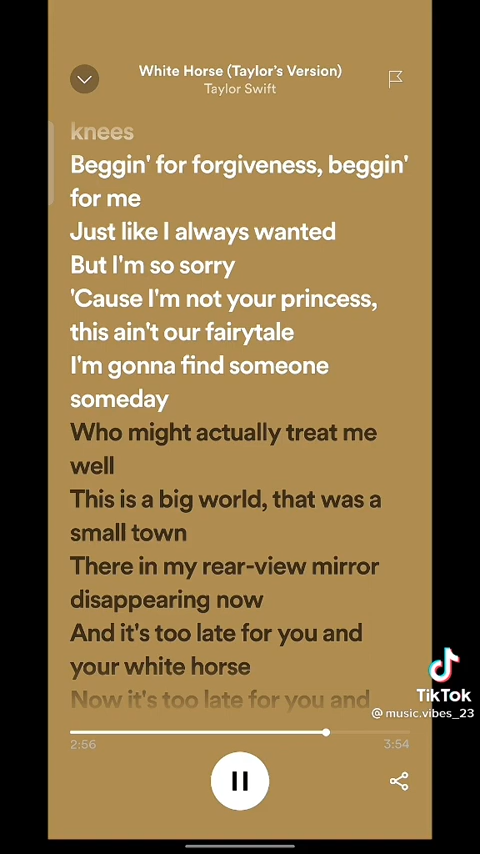 White Horse (Taylor’s Version)
Taylor Swift
knees
Beggin' for forgiveness, beggin'
for me
Just like I always wanted
But I'm so sorry
'Cause I'm not your princess,
this ain't our fairytale
I'm gonna find someone
someday
Who might actually treat me
well
This is a big world, that was a
small town
There in my rear-view mirror
disappearing now
And it's too late for you and
your white horse
Now it's too late for you and
TikTok
@music.vibes_23
2:56
3:54